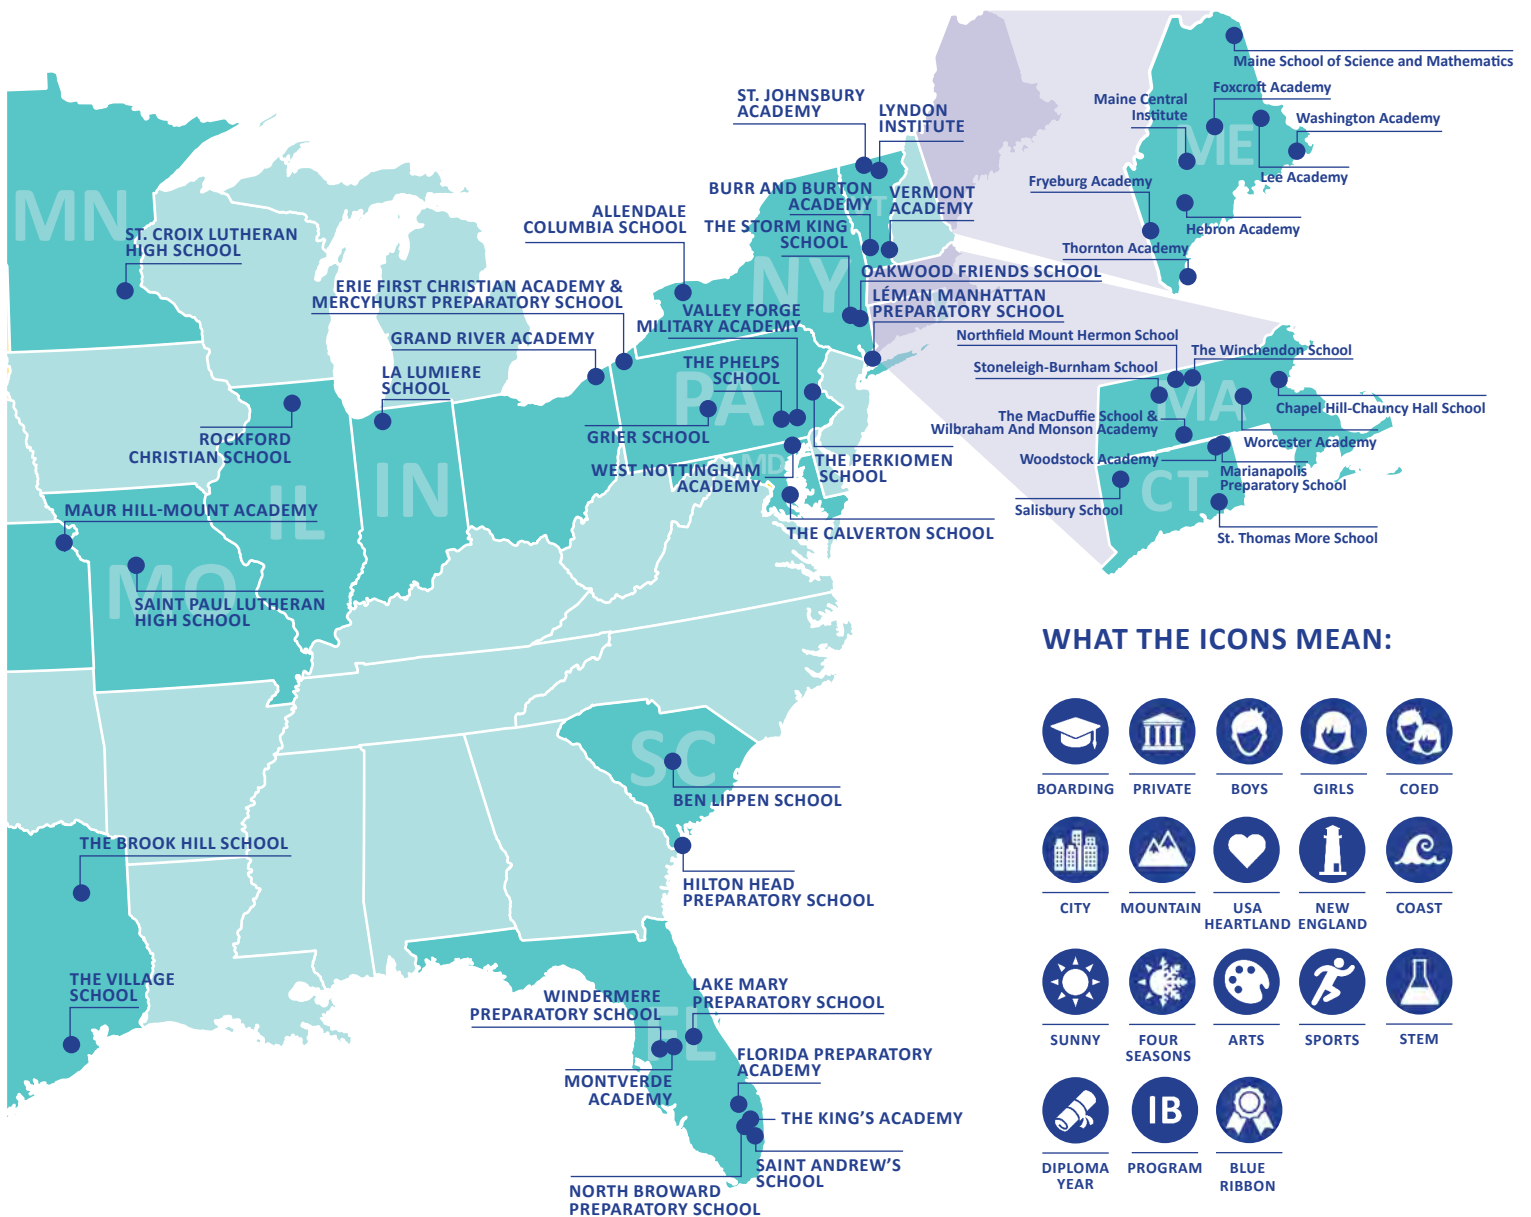 Maine School of Science and Mathematics
Foxcroft Academy
Maine Central
Institute
Washington Academy
ME
Lee Academy
Fryeburg Academy
Hebron Academy
Thornton Academy
ST. JOHNSBURY
ACADEMY
LYNDON
INSTITUTE
BURR AND BURTON
ACADEMY
VERMONT
ACADEMY
ALLENDALE
COLUMBIA SCHOOL
THE STORM KING
SCHOOL
MN
ST. CROIX LUTHERAN
HIGH SCHOOL
NY
OAKWOOD FRIENDS SCHOOL
ERIE FIRST CHRISTIAN ACADEMY &
MERCYHURST PREPARATORY SCHOOL
LÉMAN MANHATTAN
PREPARATORY SCHOOL
VALLEY FORGE
MILITARY ACADEMY
GRAND RIVER ACADEMY
Northfield Mount Hermon School
The Winchendon School
Stoneleigh-Burnham School
THE PHELPS
SCHOOL
LA LUMIERE
SCHOOL
PA
MA
Chapel Hill-Chauncy Hall School
The MacDuffie School &
Wilbraham And Monson Academy
GRIER SCHOOL
Worcester Academy
ROCKFORD
CHRISTIAN SCHOOL
Woodstock Academy
THE PERKIOMEN
SCHOOL
WEST NOTTINGHAM
ACADEMY
MD
Marianapolis
Preparatory School
IN
CT
IL
Salisbury School
MAUR HILL-MOUNT ACADEMY
THE CALVERTON SCHOOL
St. Thomas More School
MO
SAINT PAUL LUTHERAN
HIGH SCHOOL
SC
BEN LIPPEN SCHOOL
THE BROOK HILL SCHOOL
HILTON HEAD
PREPARATORY SCHOOL
THE VILLAGE
SCHOOL
LAKE MARY
PREPARATORY SCHOOL
WINDERMERE
PREPARATORY SCHOOL
FL
MONTVERDE
ACADEMY
FLORIDA PREPARATORY
ACADEMY
THE KING'S ACADEMY
SAINT ANDREW'S
SCHOOL
NORTH BROWARD
PREPARATORY SCHOOL
WHAT THE ICONS MEAN:
BOARDING
PRIVATE
BOYS
GIRLS
COED
CITY
MOUNTAIN
USA
HEARTLAND
NEW
ENGLAND
COAST
SUNNY
FOUR
SEASONS
ARTS
SPORTS
STEM
DIPLOMA
YEAR
IB
PROGRAM
BLUE
RIBBON